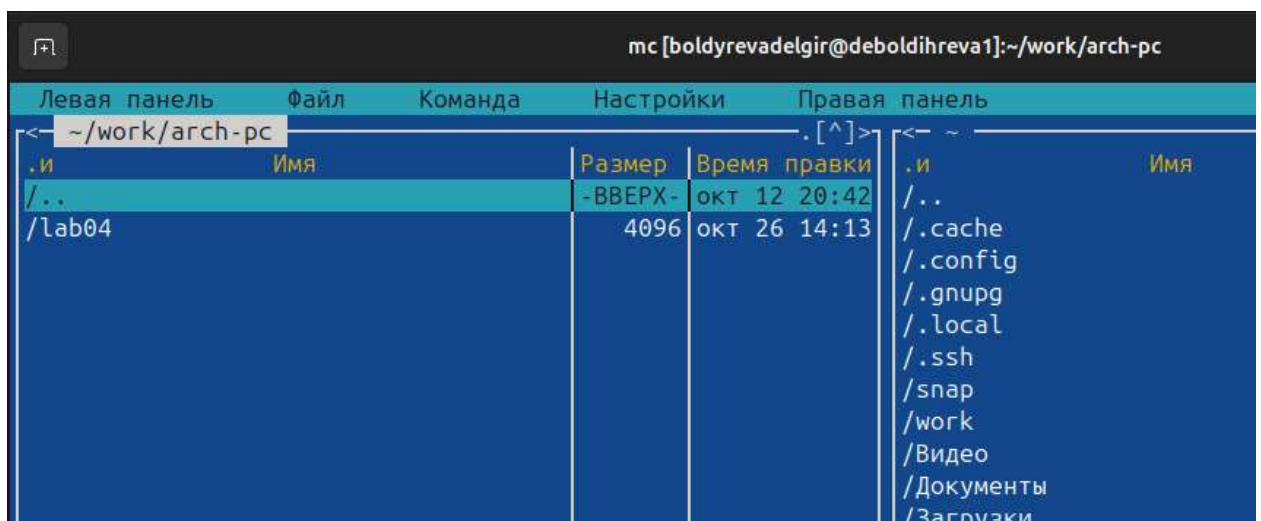 mc [boldyrevadelgir@deboldihreva1]:~/work/arch-pc
Левая панель Файл Команда Настройки Правая панель
<— ~/work/arch-pc .[^]> <— ~
.и Имя Размер Время правки .и Имя
/.. -ВВЕРХ- окт 12 20:42 /..
/lab04 4096 окт 26 14:13 /.cache
/.config
/.gnupg
/.local
/.ssh
/snap
/work
/Видео
/Документы
/Загрузки